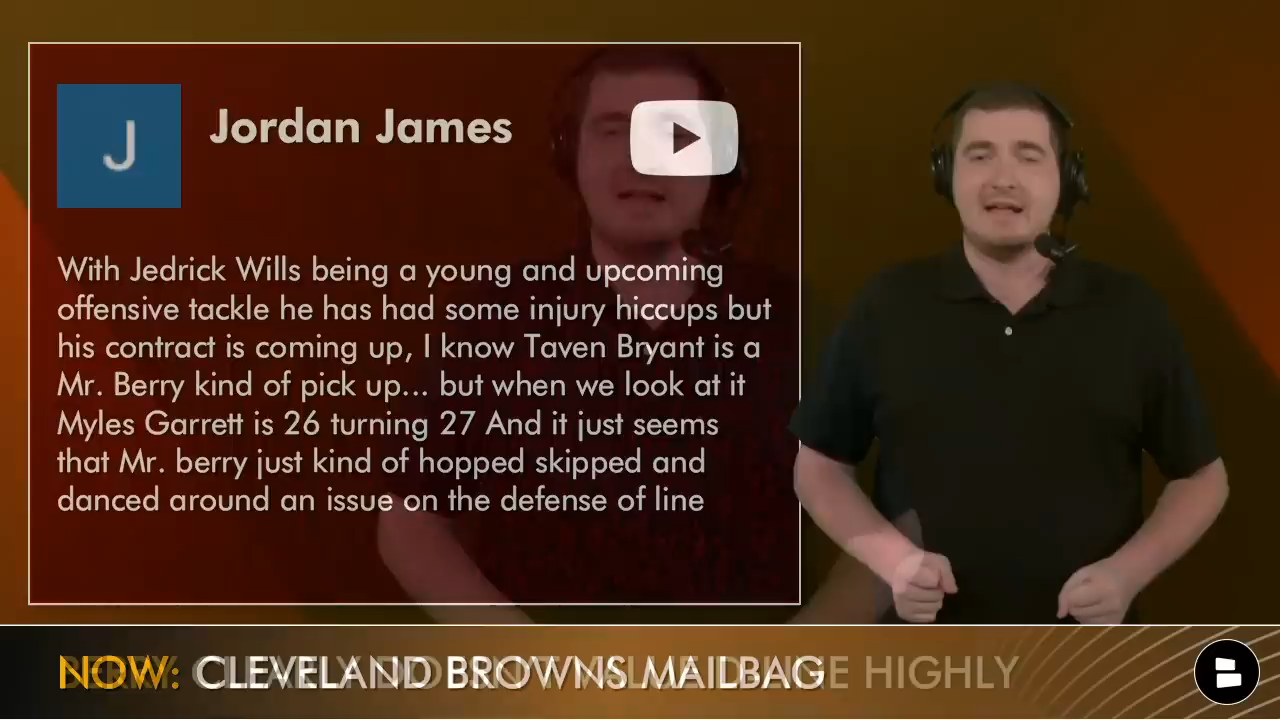 J
Jordan James
With Jedrick Wills being a young and upcoming
offensive tackle he has had some injury hiccups but
his contract is coming up, I know Taven Bryant is a
Mr. Berry kind of pick up... but when we look at it
Myles Garrett is 26 turning 27 And it just seems
that Mr. berry just kind of hopped skipped and
danced around an issue on the defense of line
NOW: CLEVELAND BROWNS MAILBAG
HIGHLY